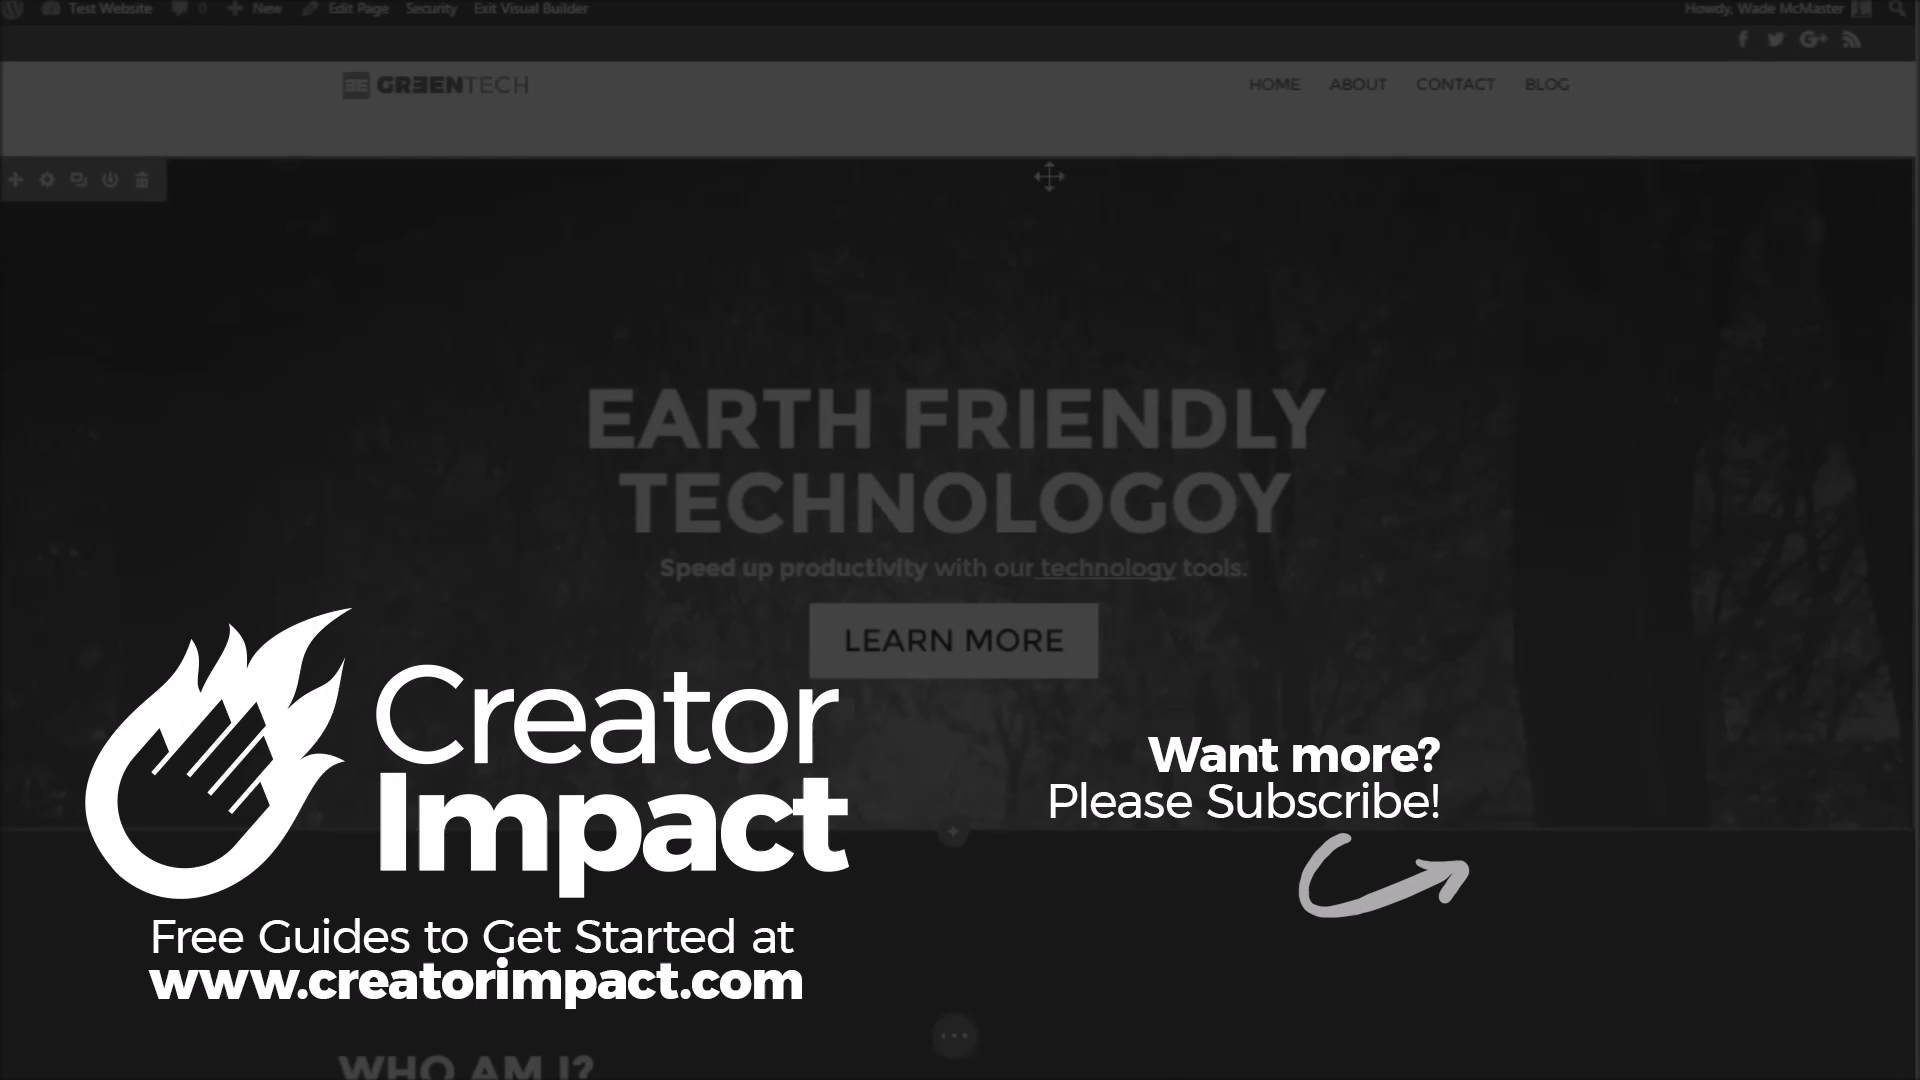 Test Website 0 New Edit Page Security Exit Visual Builder Howdy, Wade McMaster
GREENTECH HOME ABOUT CONTACT BLOG
EARTH FRIENDLY
TECHNOLOGOY
Speed up productivity with our technology tools.
LEARN MORE
Creator
Impact
Free Guides to Get Started at
www.creatorimpact.com
Want more?
Please Subscribe!
WHO AM I?